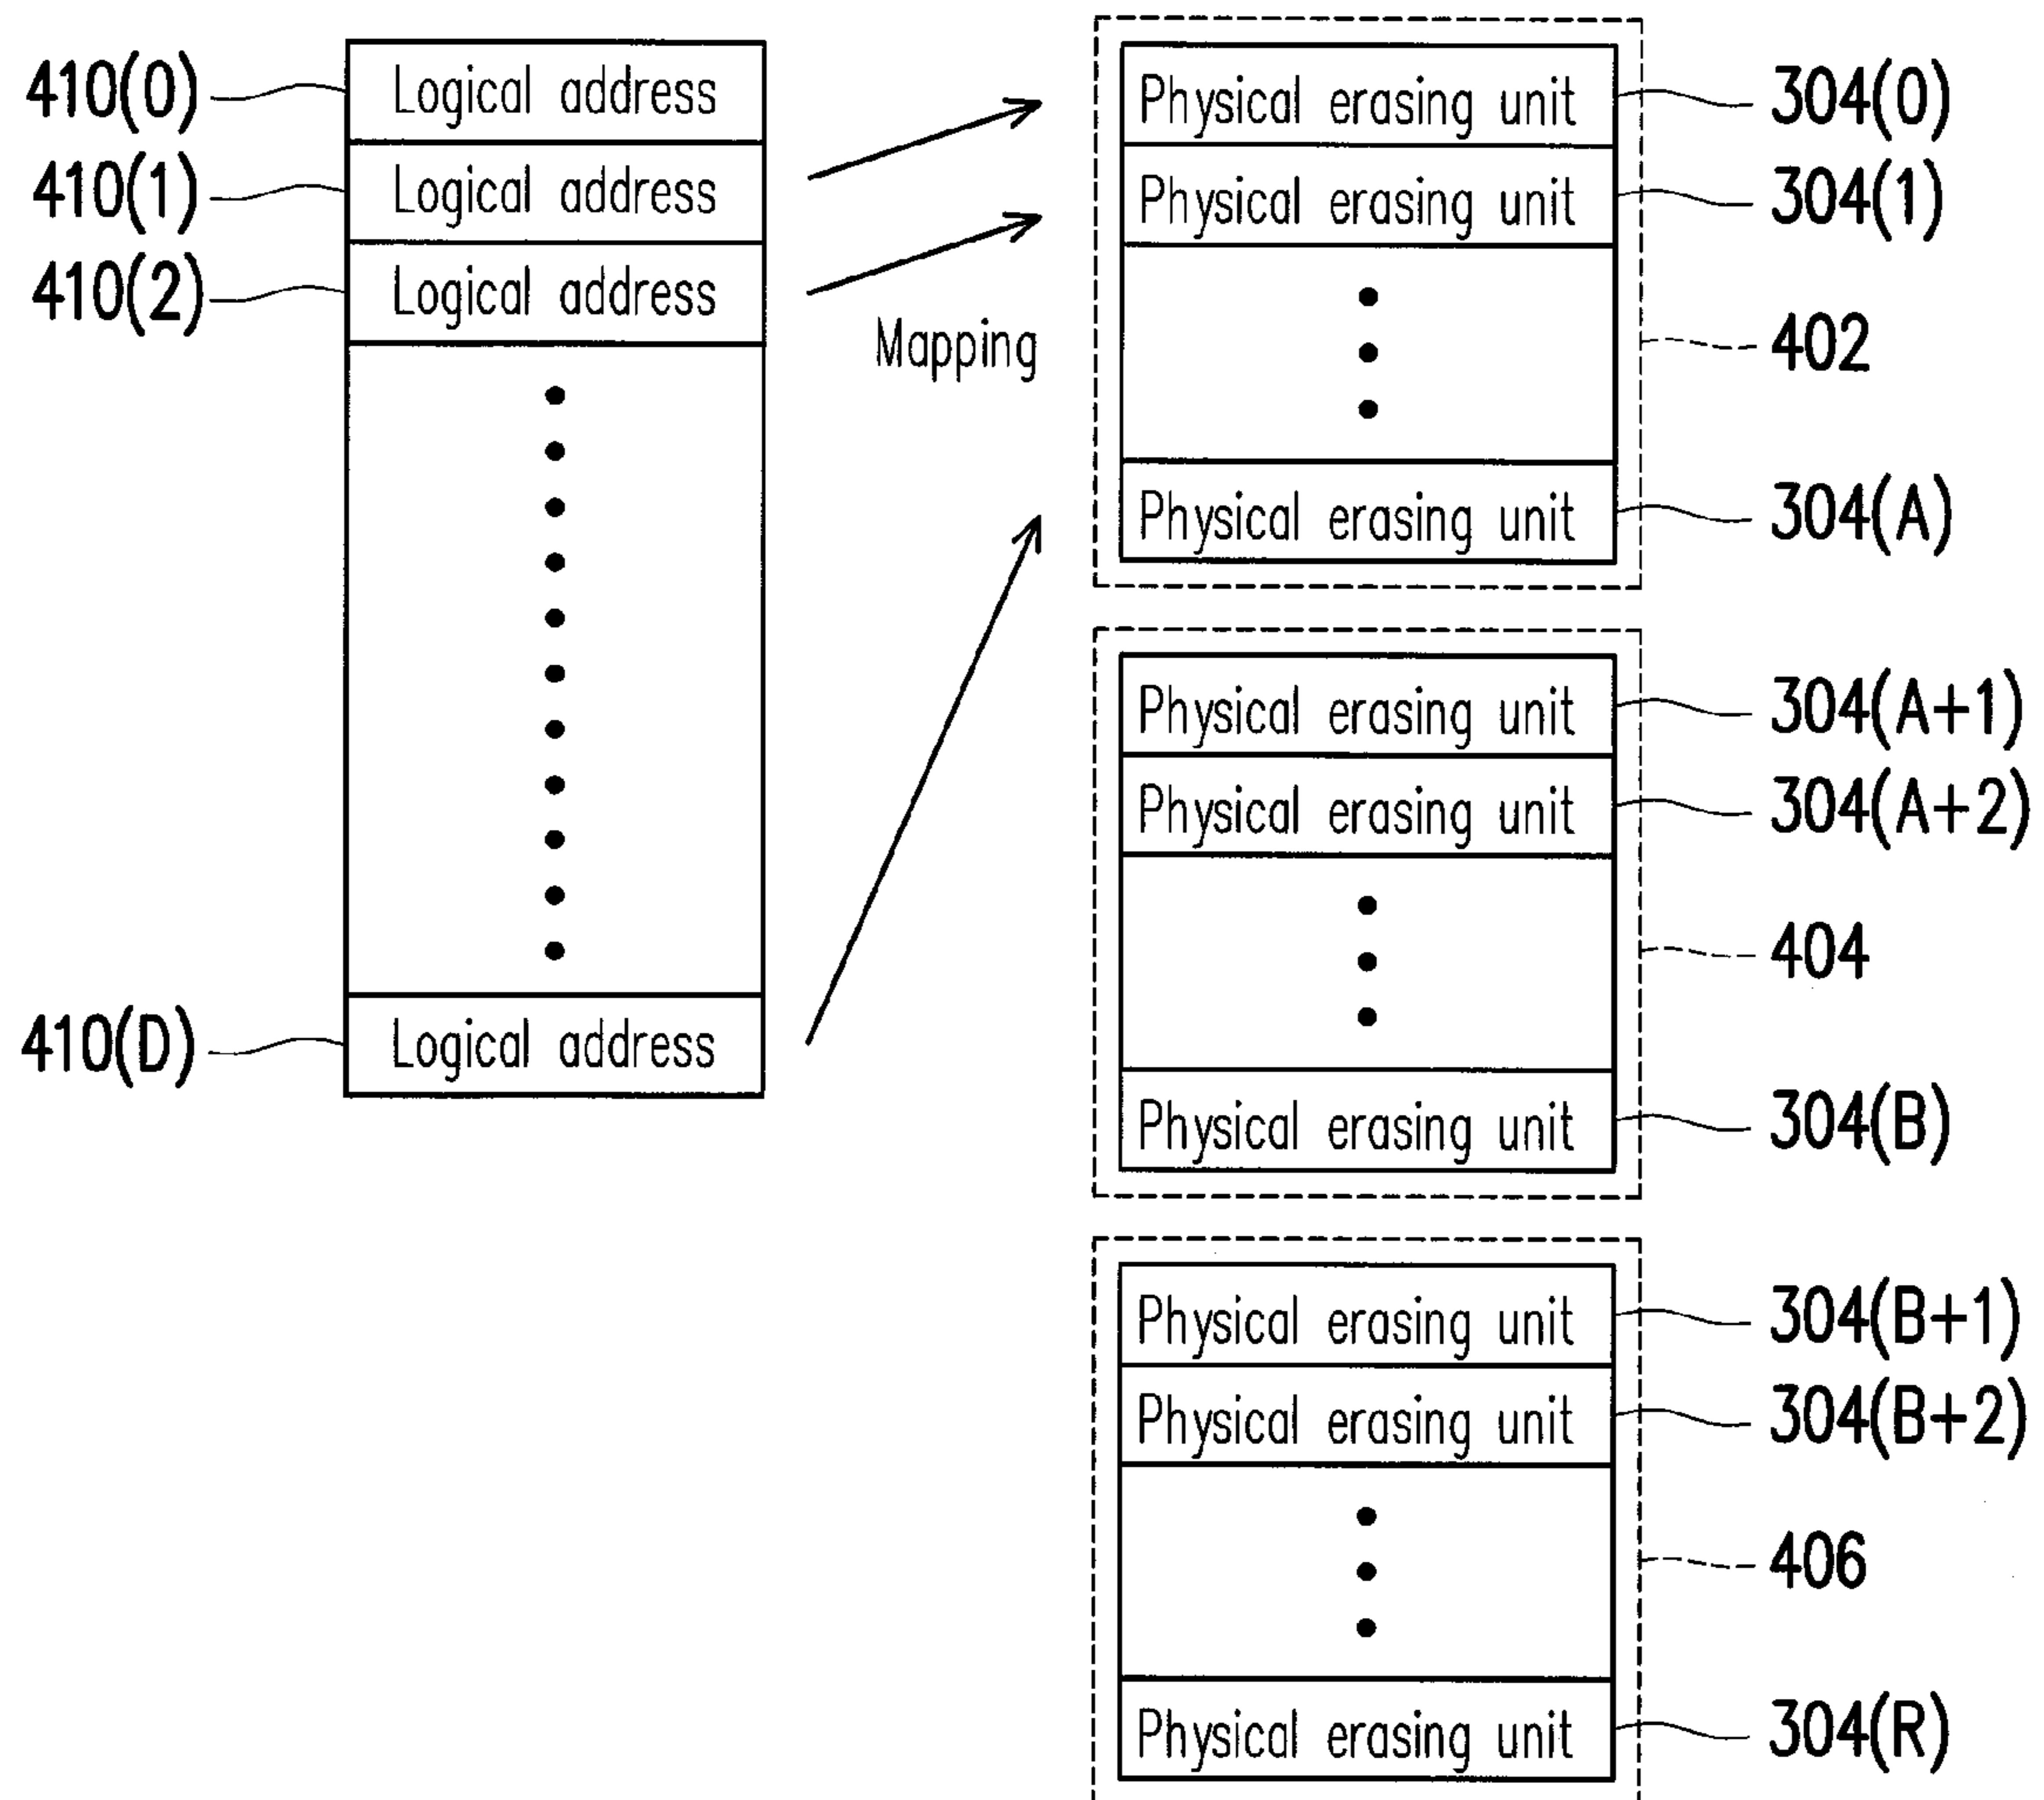 410(0)
Logical address
410(1)
Logical address
410(2)
Logical address
410(D)
Logical address
Mapping
Physical erasing unit
304(0)
Physical erasing unit
304(1)
402
Physical erasing unit
304(A)
Physical erasing unit
304(A+1)
Physical erasing unit
304(A+2)
404
Physical erasing unit
304(B)
Physical erasing unit
304(B+1)
Physical erasing unit
304(B+2)
406
Physical erasing unit
304(R)